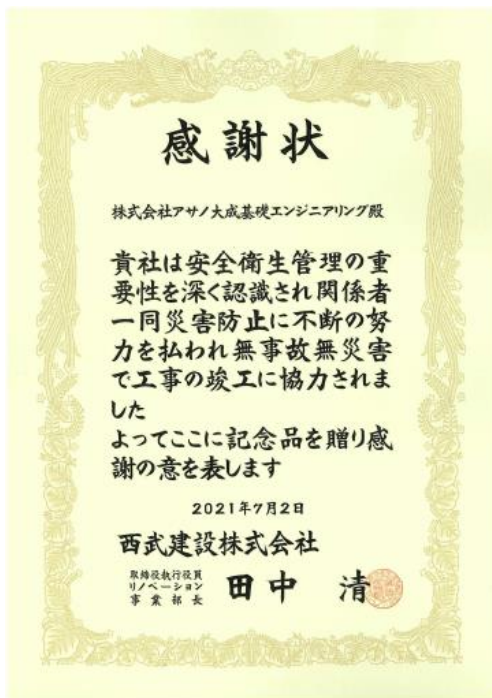 感謝状
株式会社アサノ大成基礎エンジニアリング殿
貴社は安全衛生管理の重
要性を深く認識され関係者
一同災害防止に不断の努
力を払われ無事故無災害
で工事の竣工に協力されま
した
よってここに記念品を贈り感
謝の意を表します
2021年7月2日
西武建設株式会社
取締役執行役員
リノベーション
事業部長
田中 清